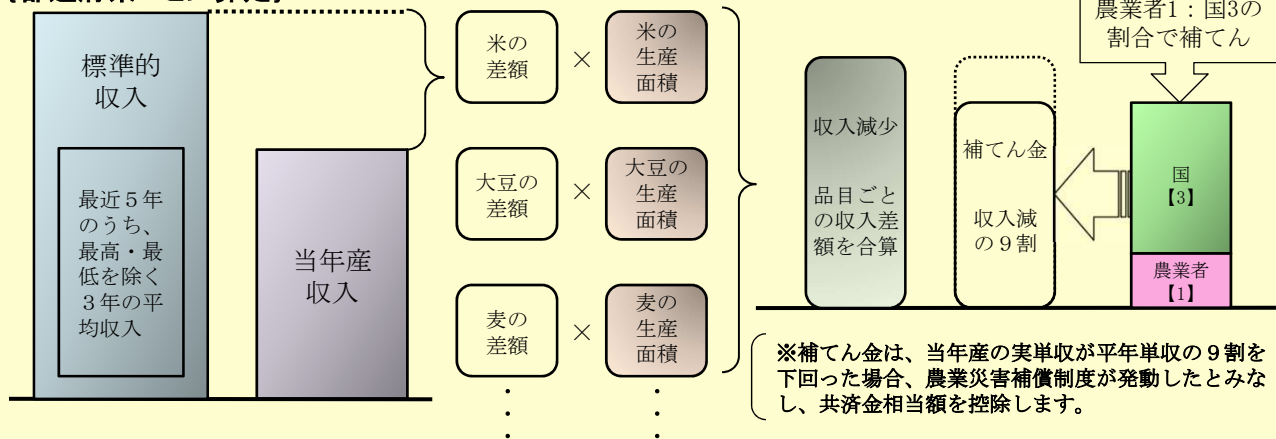 標準的
収入
最近５年
のうち、
最高・最
低を除く
３年の平
均収入
当年産
収入
米の
差額
×
米の
生産
面積
大豆の
差額
×
大豆の
生産
面積
麦の
差額
×
麦の
生産
面積
・
・
・
・
・
・
収入減少
品目ごと
の収入差
額を合算
補てん金
収入減
の９割
農業者1：国3の
割合で補てん
国
【3】
農業者
【1】
※補てん金は、当年産の実単収が平年単収の９割を
下回った場合、農業災害補償制度が発動したとみな
し、共済金相当額を控除します。